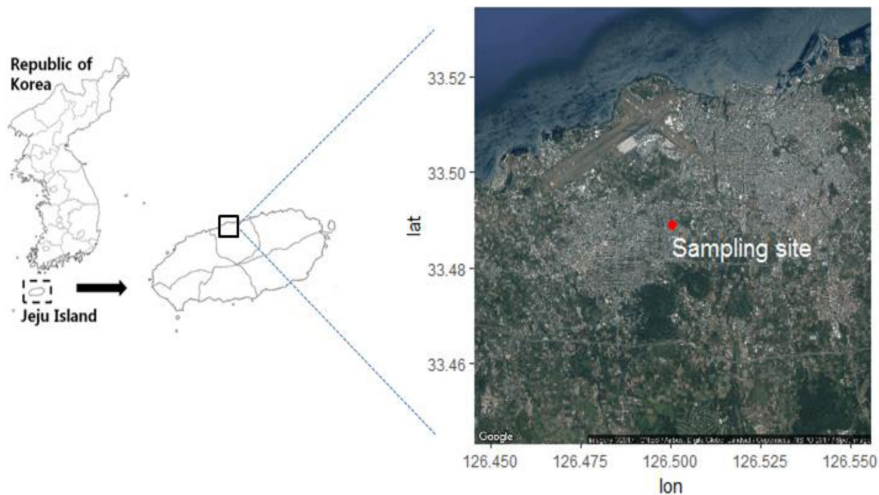 Republic of
Korea
Jeju Island
lat
33.52
33.50
33.48
33.46
Sampling site
Google
126.450
126.475
126.500
126.525
126.550
lon